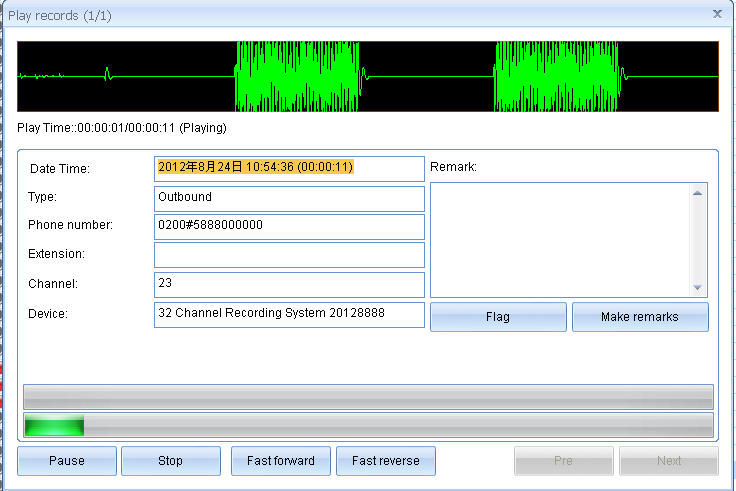 Play records (1/1)
x
Play Time::00:00:01/00:00:11 (Playing)
Date Time:
2012年8月24日 10:54:36 (00:00:11)
Remark:
Type:
Outbound
Phone number:
0200#5888000000
Extension:
Channel:
23
Device:
32 Channel Recording System 20128888
Flag
Make remarks
Pause
Stop
Fast forward
Fast reverse
Pre
Next